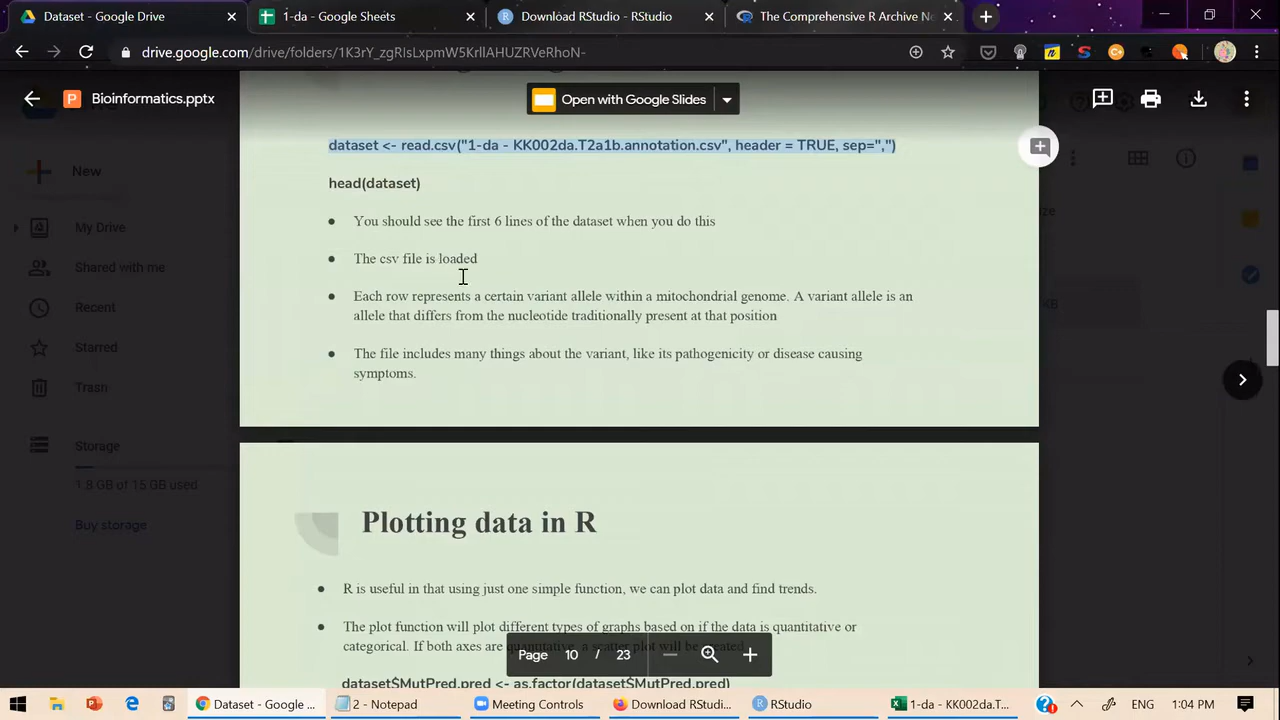 Dataset - Google Drive
1-da - Google Sheets
Download RStudio - RStudio
The Comprehensive R Archive Ne
drive.google.com/drive/folders/
Bioinformatics.pptx
Open with Google Slides
dataset <- read.csv("1-da - KK002da.T2a1b.annotation.csv", header = TRUE, sep=",")
New
head(dataset)
My Drive
You should see the first 6 lines of the dataset when you do this
Shared with me
The csv file is loaded
Recent
Each row represents a certain variant allele within a mitochondrial genome. A variant allele is an
allele that differs from the nucleotide traditionally present at that position
Starred
The file includes many things about the variant, like its pathogenicity or disease causing
symptoms.
Trash
Storage
1.8 GB of 15 GB used
Buy storage
Plotting data in R
R is useful in that using just one simple function, we can plot data and find trends.
The plot function will plot different types of graphs based on if the data is quantitative or
categorical. If both axes are quantitative, a scatter plot will be created
Page 10 / 23
dataset$MutPred.pred <- as.factor(dataset$MutPred.pred)
Dataset - Google ...
2 - Notepad
Meeting Controls
Download RStudi...
RStudio
1-da - KK002da.T...
ENG
1:04 PM